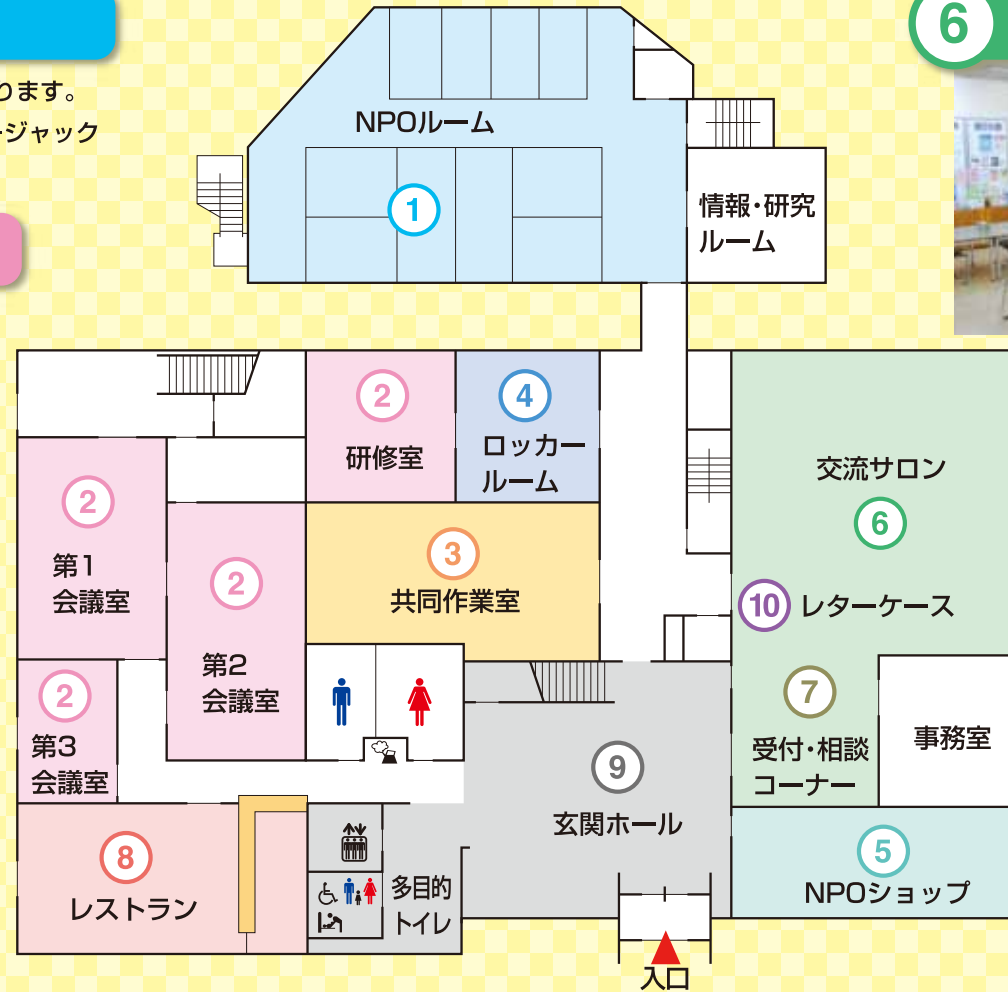 6
ります。
ージャック
NPOルーム
1
情報・研究
ルーム
2
研修室
4
ロッカー
ルーム
2
第1
会議室
2
第2
会議室
3
共同作業室
交流サロン
6
10 レターケース
2
第3
会議室
7
受付・相談
コーナー
事務室
9
玄関ホール
8
レストラン
多目的
トイレ
5
NPOショップ
入口